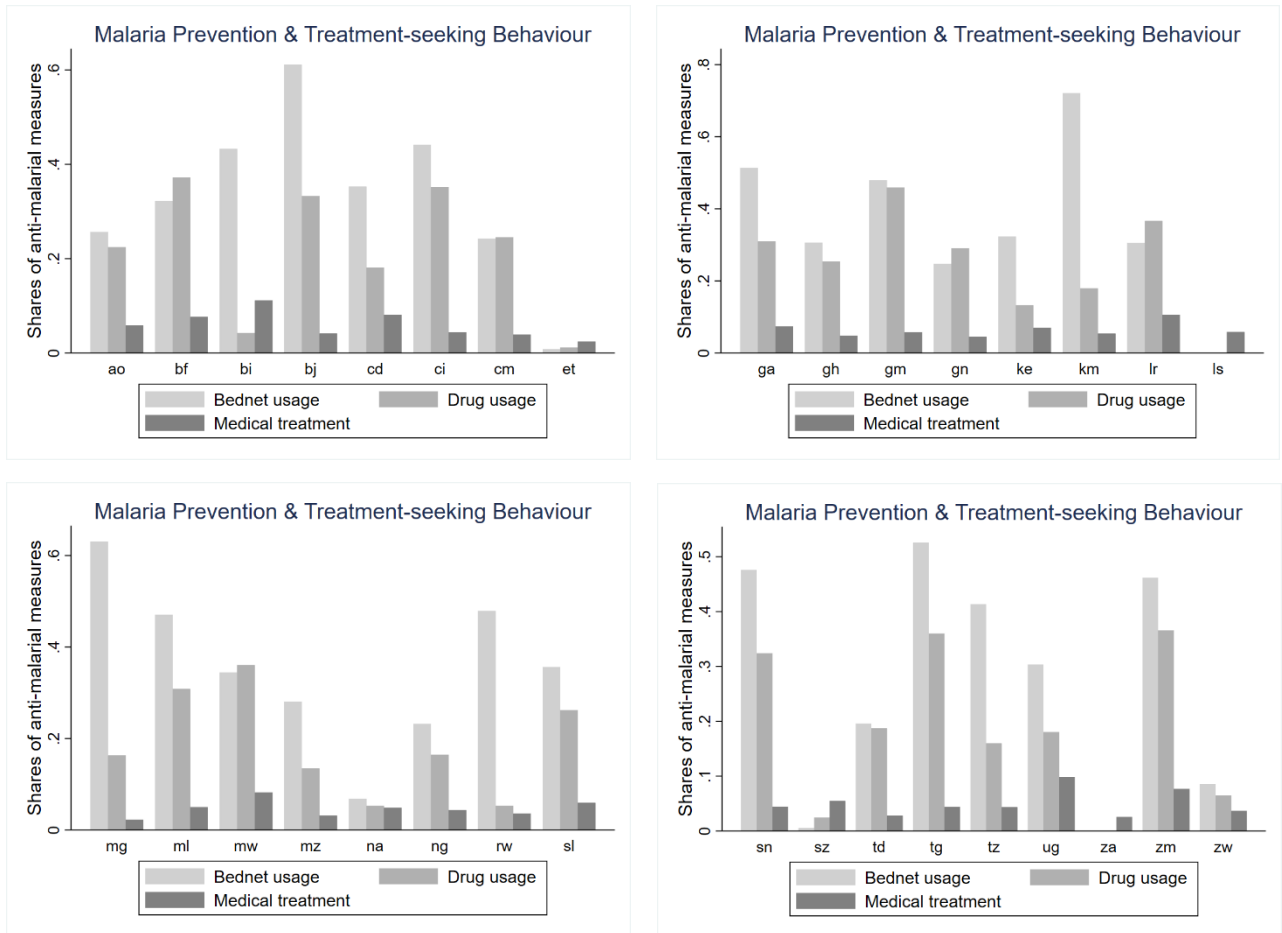 Malaria Prevention & Treatment-seeking Behaviour
Shares of anti-malarial measures
.6
.4
.2
0
ao bf bi bj cd ci cm et
Bednet usage Drug usage
Medical treatment
Malaria Prevention & Treatment-seeking Behaviour
Shares of anti-malarial measures
.8
.6
.4
.2
0
ga gh gm gn ke km lr ls
Bednet usage Drug usage
Medical treatment
Malaria Prevention & Treatment-seeking Behaviour
Shares of anti-malarial measures
.6
.4
.2
0
mg ml mw mz na ng rw sl
Bednet usage Drug usage
Medical treatment
Malaria Prevention & Treatment-seeking Behaviour
Shares of anti-malarial measures
.5
.4
.3
.2
.1
0
sn sz td tg tz ug za zm zw
Bednet usage Drug usage
Medical treatment